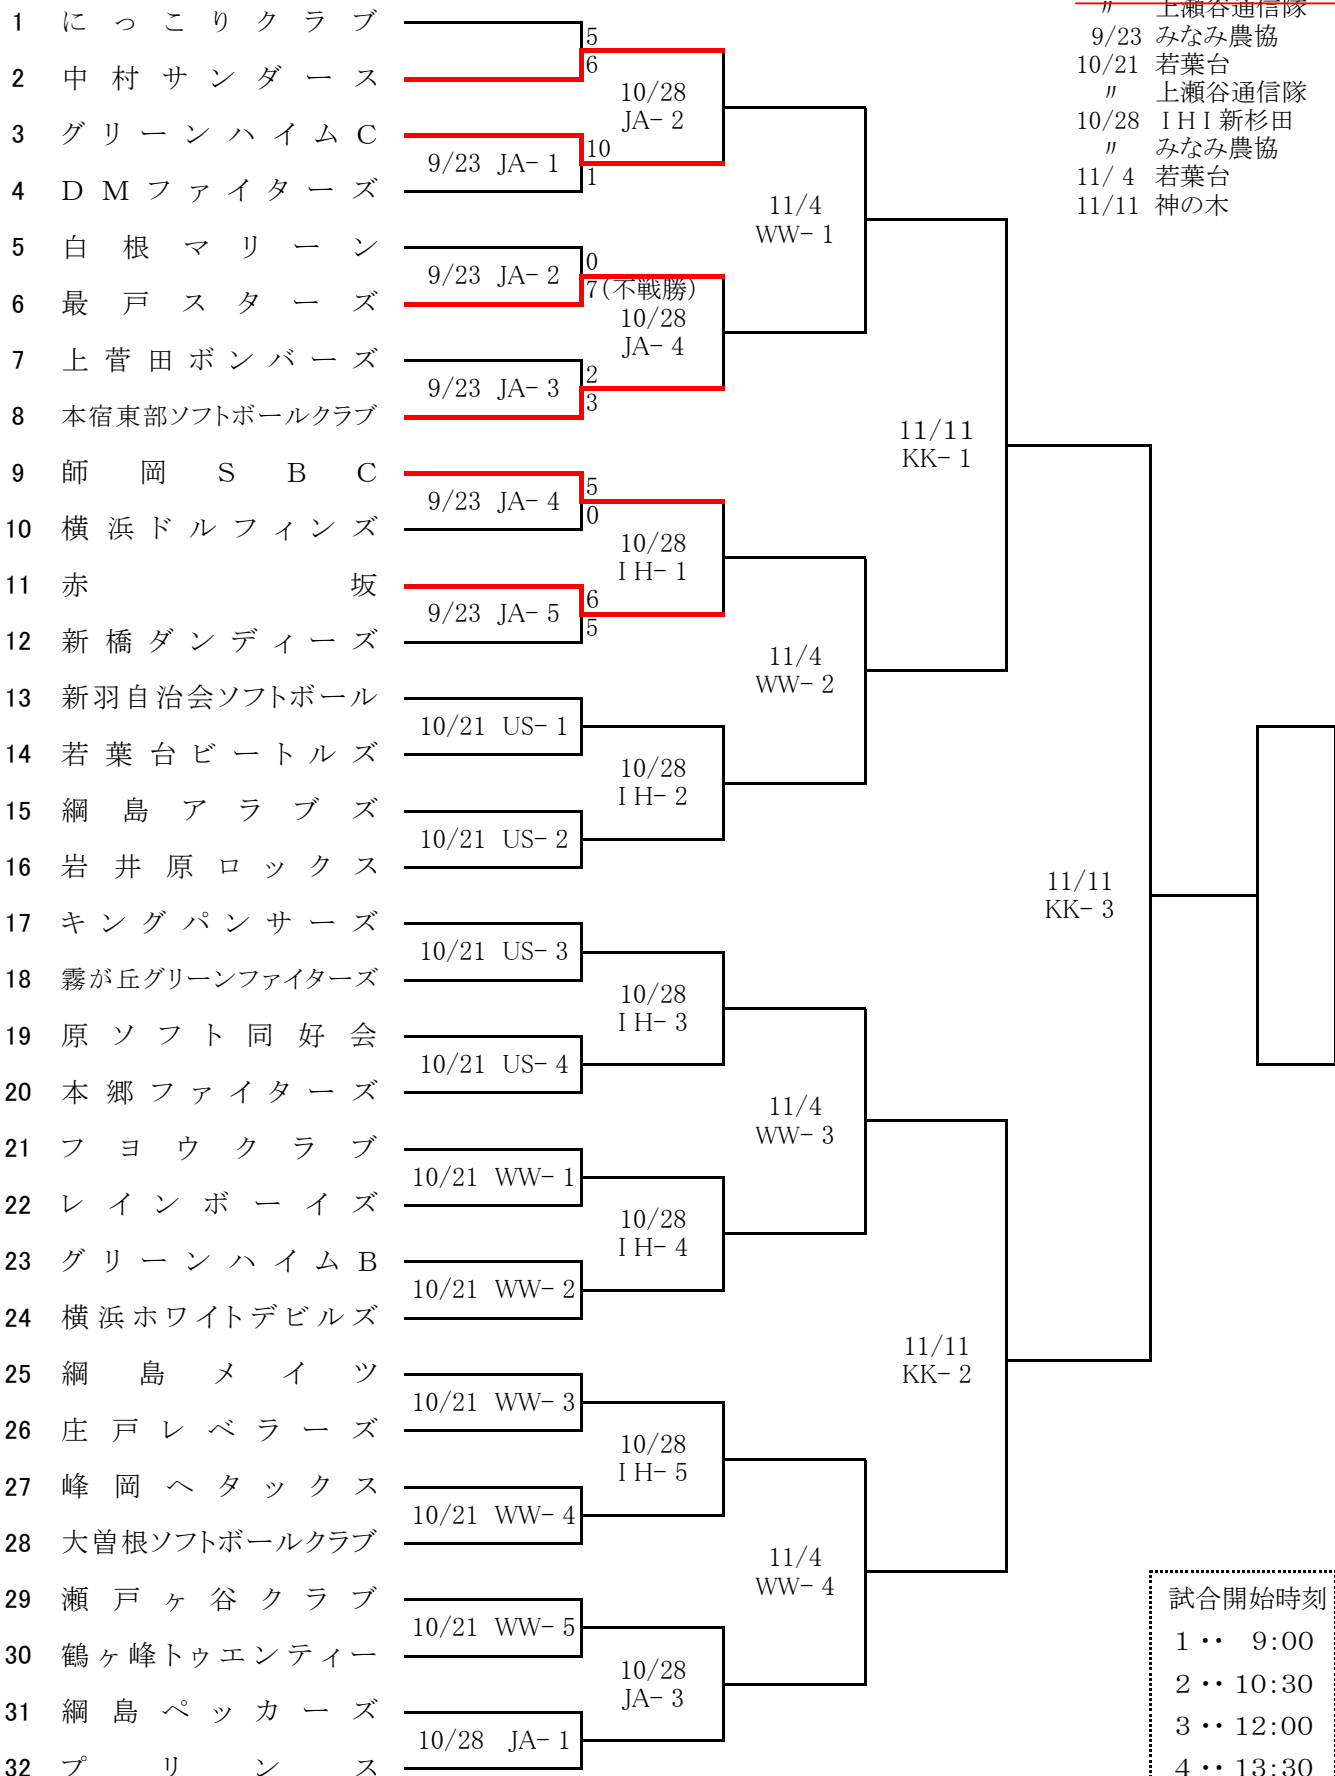 〃 上瀬谷通信隊
9/23 みなみ農協
10/21 若葉台
〃 上瀬谷通信隊
10/28 IHI新杉田
〃 みなみ農協
11/ 4 若葉台
11/11 神の木
1 にっこりクラブ
5
6
2 中村サンダース
10/28
JA- 2
3 グリーンハイムC
9/23 JA- 1
10
1
4 DMファイターズ
11/4
WW- 1
5 白根マリーン
9/23 JA- 2
0
7(不戦勝)
6 最戸スターズ
10/28
JA- 4
7 上菅田ボンバーズ
9/23 JA- 3
2
3
8 本宿東部ソフトボールクラブ
11/11
KK- 1
9 師岡SBC
9/23 JA- 4
5
0
10 横浜ドルフィンズ
10/28
IH- 1
11 赤坂
9/23 JA- 5
6
5
12 新橋ダンディーズ
11/4
WW- 2
13 新羽自治会ソフトボール
10/21 US- 1
14 若葉台ビートルズ
10/28
IH- 2
15 綱島アラブズ
10/21 US- 2
16 岩井原ロックス
11/11
KK- 3
17 キングパンサーズ
10/21 US- 3
18 霧が丘グリーンファイターズ
10/28
IH- 3
19 原ソフト同好会
10/21 US- 4
20 本郷ファイターズ
11/4
WW- 3
21 フヨウクラブ
10/21 WW- 1
22 レインボーイズ
10/28
IH- 4
23 グリーンハイムB
10/21 WW- 2
24 横浜ホワイトデビルズ
11/11
KK- 2
25 綱島メイツ
10/21 WW- 3
26 庄戸レベラーズ
10/28
IH- 5
27 峰岡ヘタックス
10/21 WW- 4
28 大曽根ソフトボールクラブ
11/4
WW- 4
29 瀬戸ヶ谷クラブ
10/21 WW- 5
30 鶴ヶ峰トゥエンティー
10/28
JA- 3
31 綱島ペッカーズ
10/28 JA- 1
32 プリンス
試合開始時刻
1‥ 9:00
2‥10:30
3‥12:00
4‥13:30